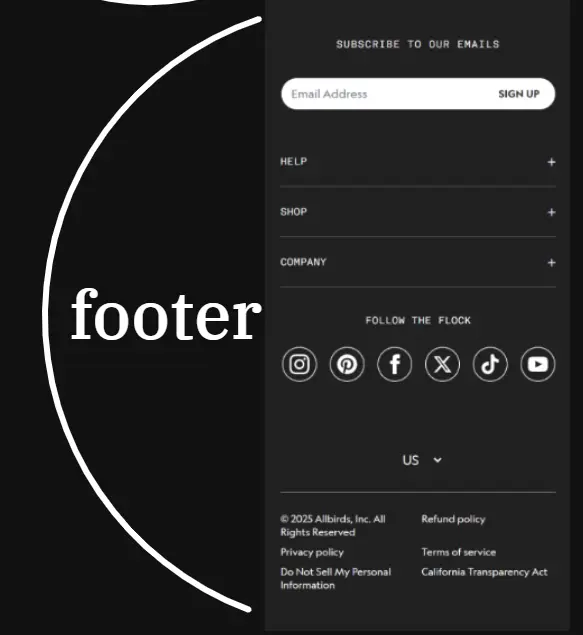 SUBSCRIBE TO OUR EMAILS
Email Address SIGN UP
HELP +
SHOP +
COMPANY +
footer
FOLLOW THE FLOCK
US
© 2025 Allbirds, Inc. All
Rights Reserved
Refund policy
Privacy policy
Terms of service
Do Not Sell My Personal
Information
California Transparency Act